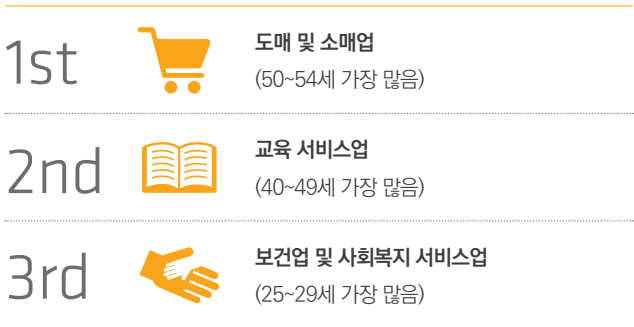 1st
도매 및 소매업
(50~54세 가장 많음)
2nd
교육 서비스업
(40~49세 가장 많음)
3rd
보건업 및 사회복지 서비스업
(25~29세 가장 많음)